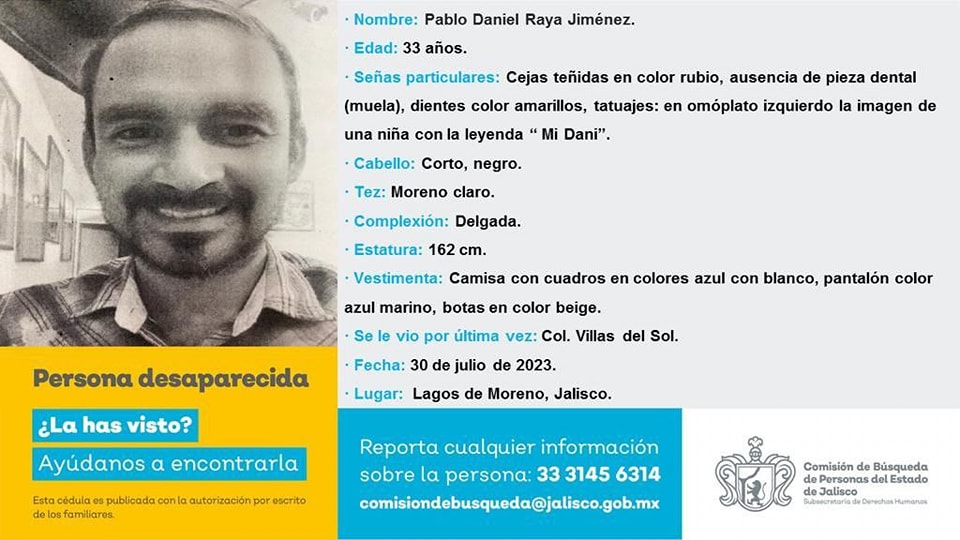 · Nombre: Pablo Daniel Raya Jiménez.
· Edad: 33 años.
· Señas particulares: Cejas teñidas en color rubio, ausencia de pieza dental
(muela), dientes color amarillos, tatuajes: en omóplato izquierdo la imagen de
una niña con la leyenda “ Mi Dani”.
· Cabello: Corto, negro.
· Tez: Moreno claro.
· Complexión: Delgada.
· Estatura: 162 cm.
· Vestimenta: Camisa con cuadros en colores azul con blanco, pantalón color
azul marino, botas en color beige.
· Se le vio por última vez: Col. Villas del Sol.
· Fecha: 30 de julio de 2023.
· Lugar: Lagos de Moreno, Jalisco.
Persona desaparecida
¿La has visto?
Ayúdanos a encontrarla
Esta cédula es publicada con la autorización por escrito
de los familiares.
Reporta cualquier información
sobre la persona: 33 3145 6314
comisiondebusqueda@jalisco.gob.mx
Comisión de Búsqueda
de Personas del Estado
de Jalisco
Subsecretaría de Derechos Humanos